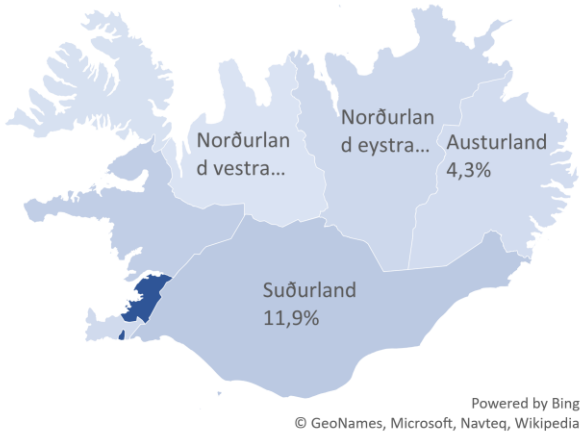 Norðurlan
d vestra...
Norðurlan
d eystra...
Austurland
4,3%
Suðurland
11,9%
Powered by Bing
© GeoNames, Microsoft, Navteq, Wikipedia